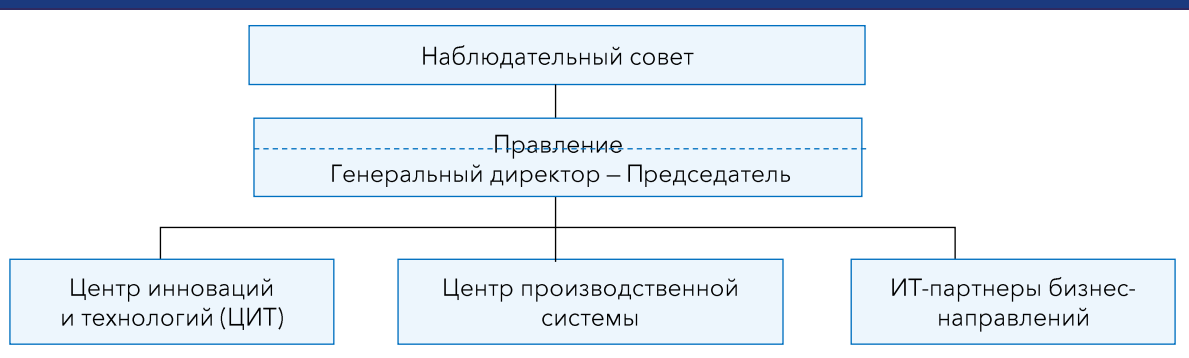 Наблюдательный совет
Правление
Генеральный директор – Председатель
Центр инноваций
и технологий (ЦИТ)
Центр производственной
системы
ИТ-партнеры бизнес-
направлений